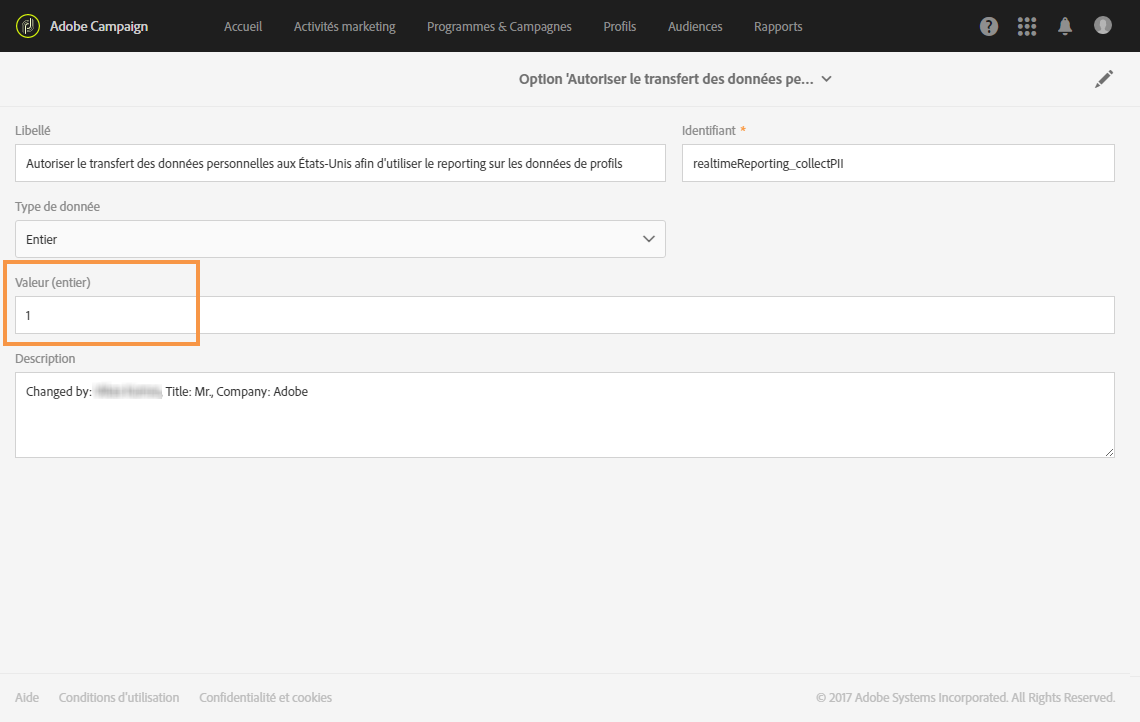 Adobe Campaign Accueil Activités marketing Programmes & Campagnes Profils Audiences Rapports ?
Option 'Autoriser le transfert des données pe...
Libellé Identifiant *
Autoriser le transfert des données personnelles aux États-Unis afin d'utiliser le reporting sur les données de profils realtimeReporting_collectPII
Type de donnée
Entier
Valeur (entier)
1
Description
Changed by: Title: Mr., Company: Adobe
Aide Conditions d'utilisation Confidentialité et cookies © 2017 Adobe Systems Incorporated. All Rights Reserved.